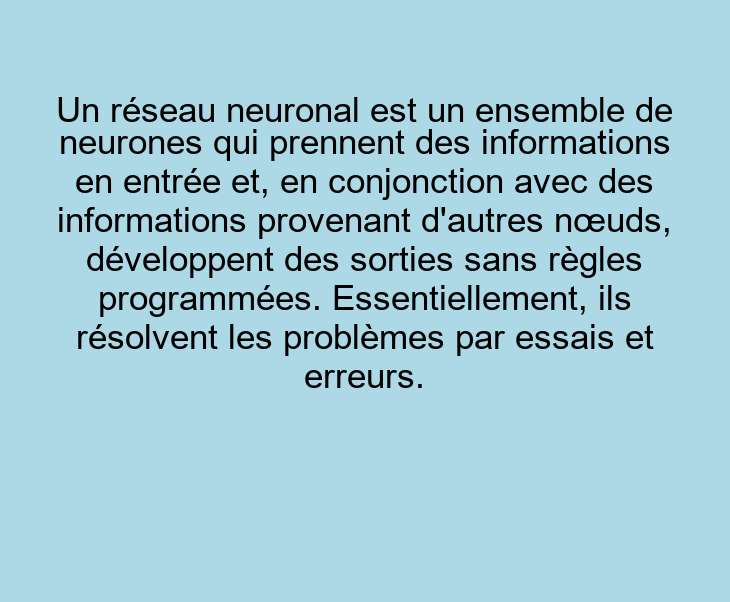 Un réseau neuronal est un ensemble de
neurones qui prennent des informations
en entrée et, en conjonction avec des
informations provenant d'autres nœuds,
développent des sorties sans règles
programmées. Essentiellement, ils
résolvent les problèmes par essais et
erreurs.